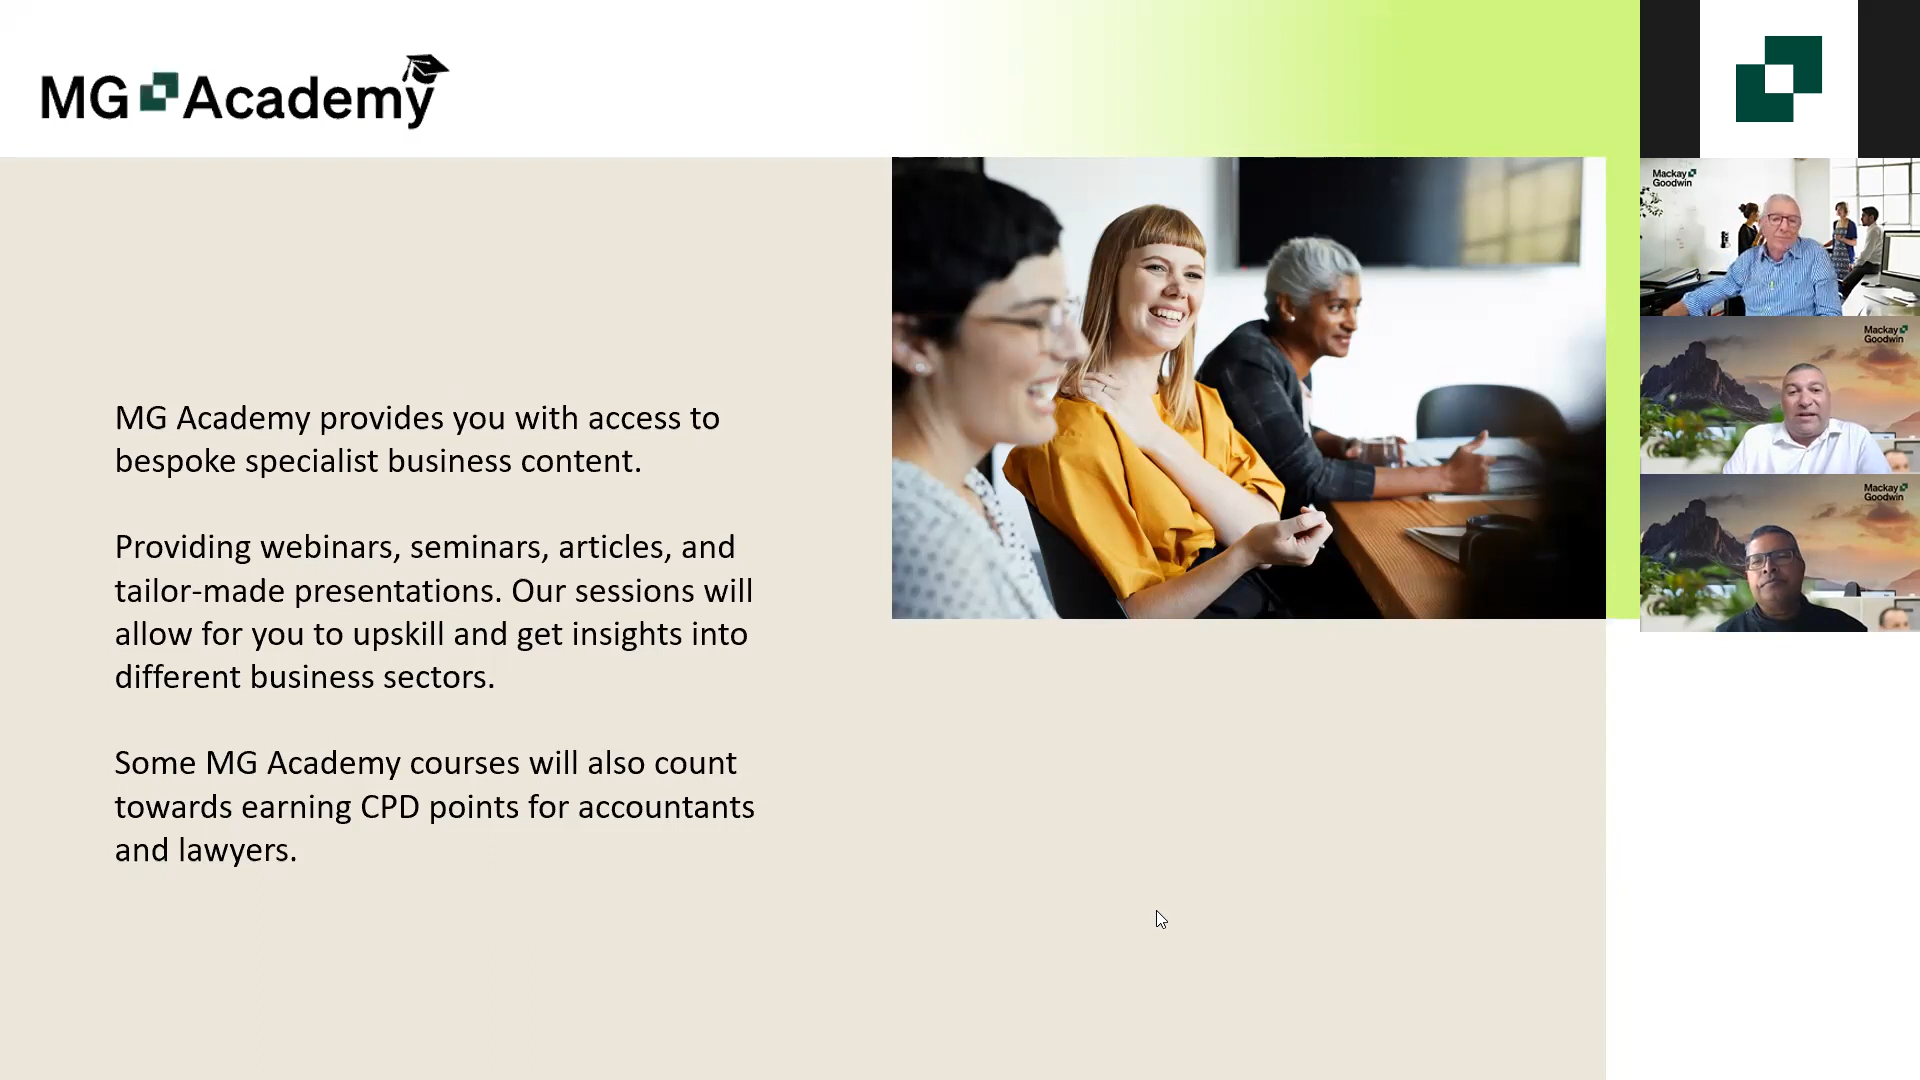 MG Academy
MG Academy provides you with access to
bespoke specialist business content.
Providing webinars, seminars, articles, and
tailor-made presentations. Our sessions will
allow for you to upskill and get insights into
different business sectors.
Some MG Academy courses will also count
towards earning CPD points for accountants
and lawyers.
Mackay
Goodwin
Mackay
Goodwin
Mackay
Goodwin